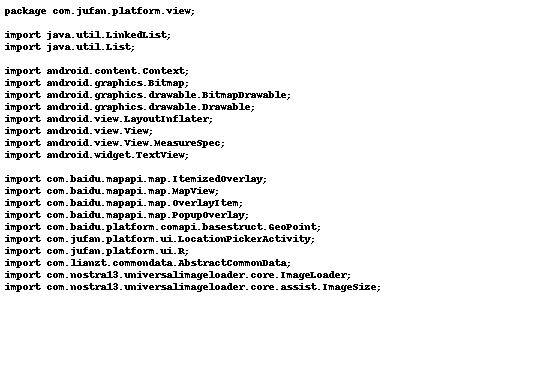 package com.jufan.platform.view;
import java.util.LinkedList;
import java.util.List;
import android.content.Context;
import android.graphics.Bitmap;
import android.graphics.drawable.BitmapDrawable;
import android.graphics.drawable.Drawable;
import android.view.LayoutInflater;
import android.view.View;
import android.view.View.MeasureSpec;
import android.widget.TextView;
import com.baidu.mapapi.map.ItemizedOverlay;
import com.baidu.mapapi.map.MapView;
import com.baidu.mapapi.map.OverlayItem;
import com.baidu.mapapi.map.PopupOverlay;
import com.baidu.platform.comapi.basestruct.GeoPoint;
import com.jufan.platform.ui.LocationPickerActivity;
import com.jufan.platform.ui.R;
import com.lianzt.commondata.AbstractCommonData;
import com.nostra13.universalimageloader.core.ImageLoader;
import com.nostra13.universalimageloader.core.assist.ImageSize;